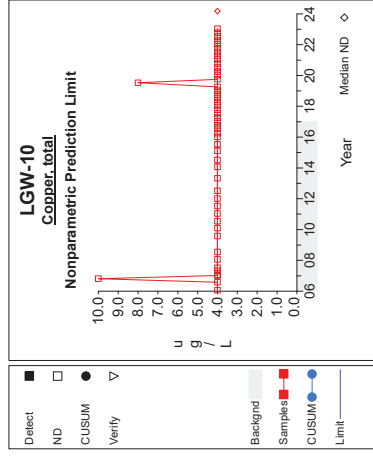 LGW-10
Copper, total
Nonparametric Prediction Limit
10.0
9.0
8.0
7.0
6.0
5.0
4.0
3.0
2.0
1.0
0.0
u
g/
L
06 08 10 12 14 16 18 20 22 24
Year
Median ND
Detect
ND
CUSUM
Verify
Backgnd
Samples
CUSUM
Limit